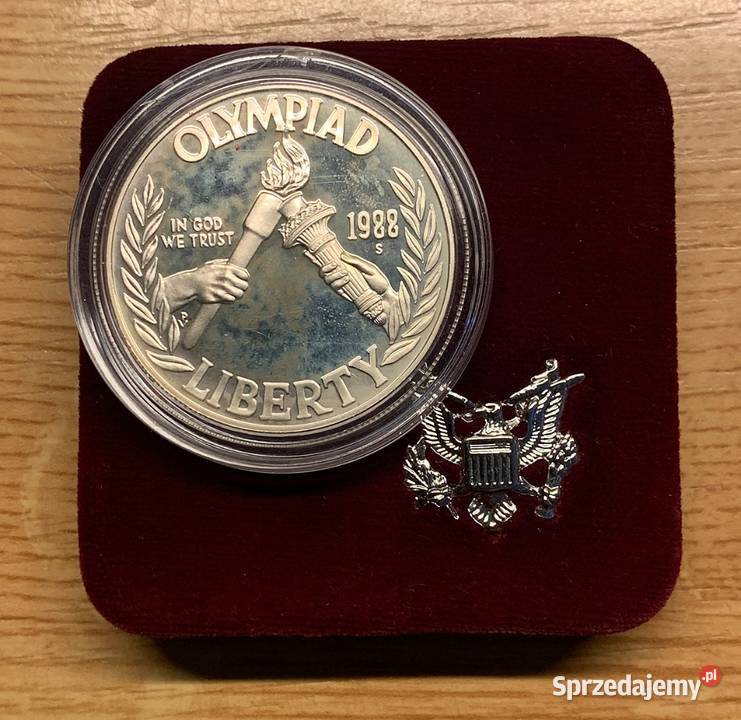 OLYMPIAD
IN GOD
WE TRUST
1988
S
P
LIBERTY
Sprzedajemy.pl